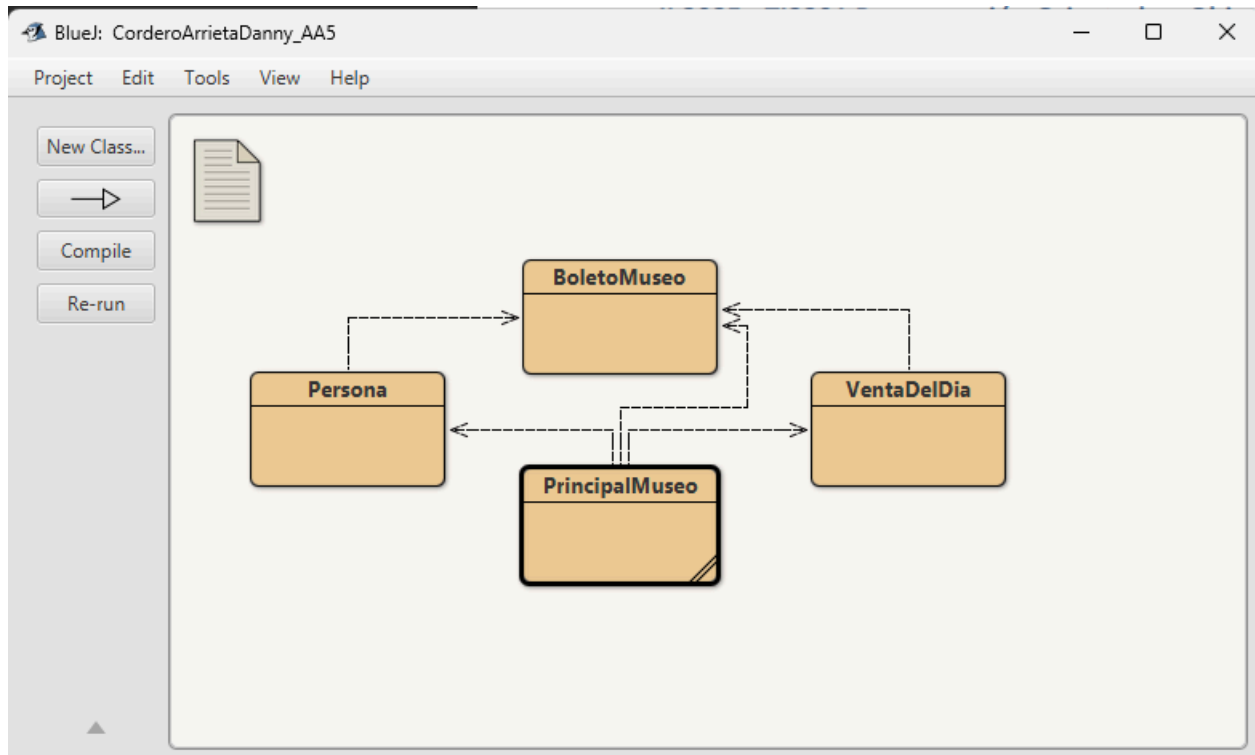 BlueJ: CorderoArrietaDanny_AA5
Project Edit Tools View Help
New Class...
Compile
Re-run
BoletoMuseo
Persona
VentaDelDia
PrincipalMuseo